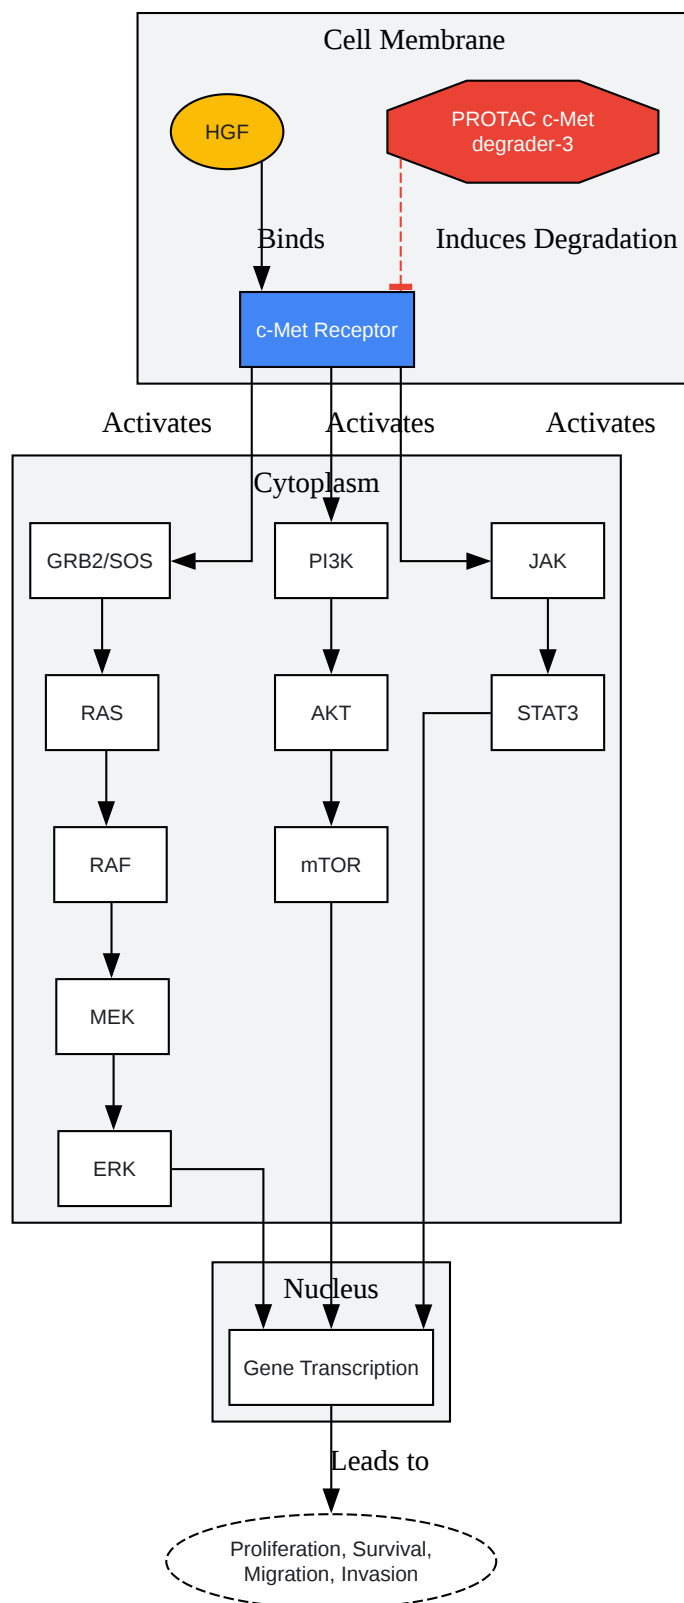 Cell Membrane
HGF
PROTAC c-Met
degrader-3
Binds
Induces Degradation
c-Met Receptor
Activates
Activates
Activates
Cytoplasm
GRB2/SOS
PI3K
JAK
RAS
AKT
STAT3
RAF
mTOR
MEK
ERK
Nucleus
Gene Transcription
Leads to
Proliferation, Survival,
Migration, Invasion